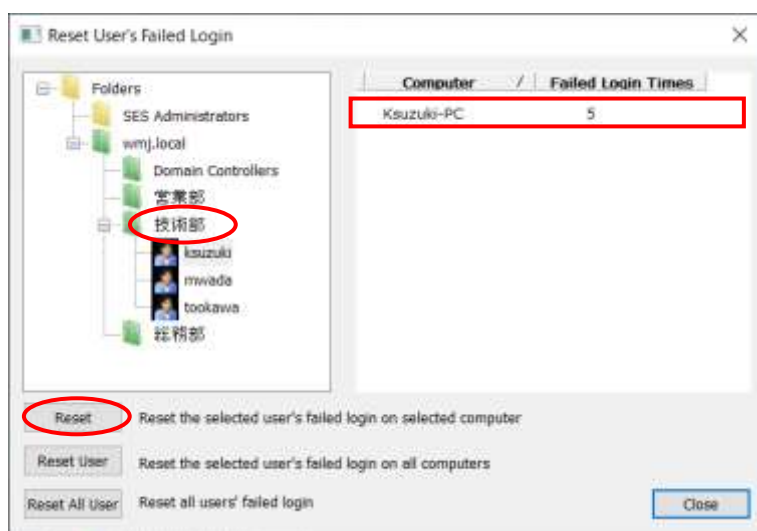 Reset User's Failed Login
Folders
SES Administrators
wmj.local
Domain Controllers
営業部
技術部
ksuzuki
mwada
tookawa
総務部
Computer / Failed Login Times
Ksuzuki-PC 5
Reset Reset the selected user's failed login on selected computer
Reset User Reset the selected user's failed login on all computers
Reset All User Reset all users' failed login
Close